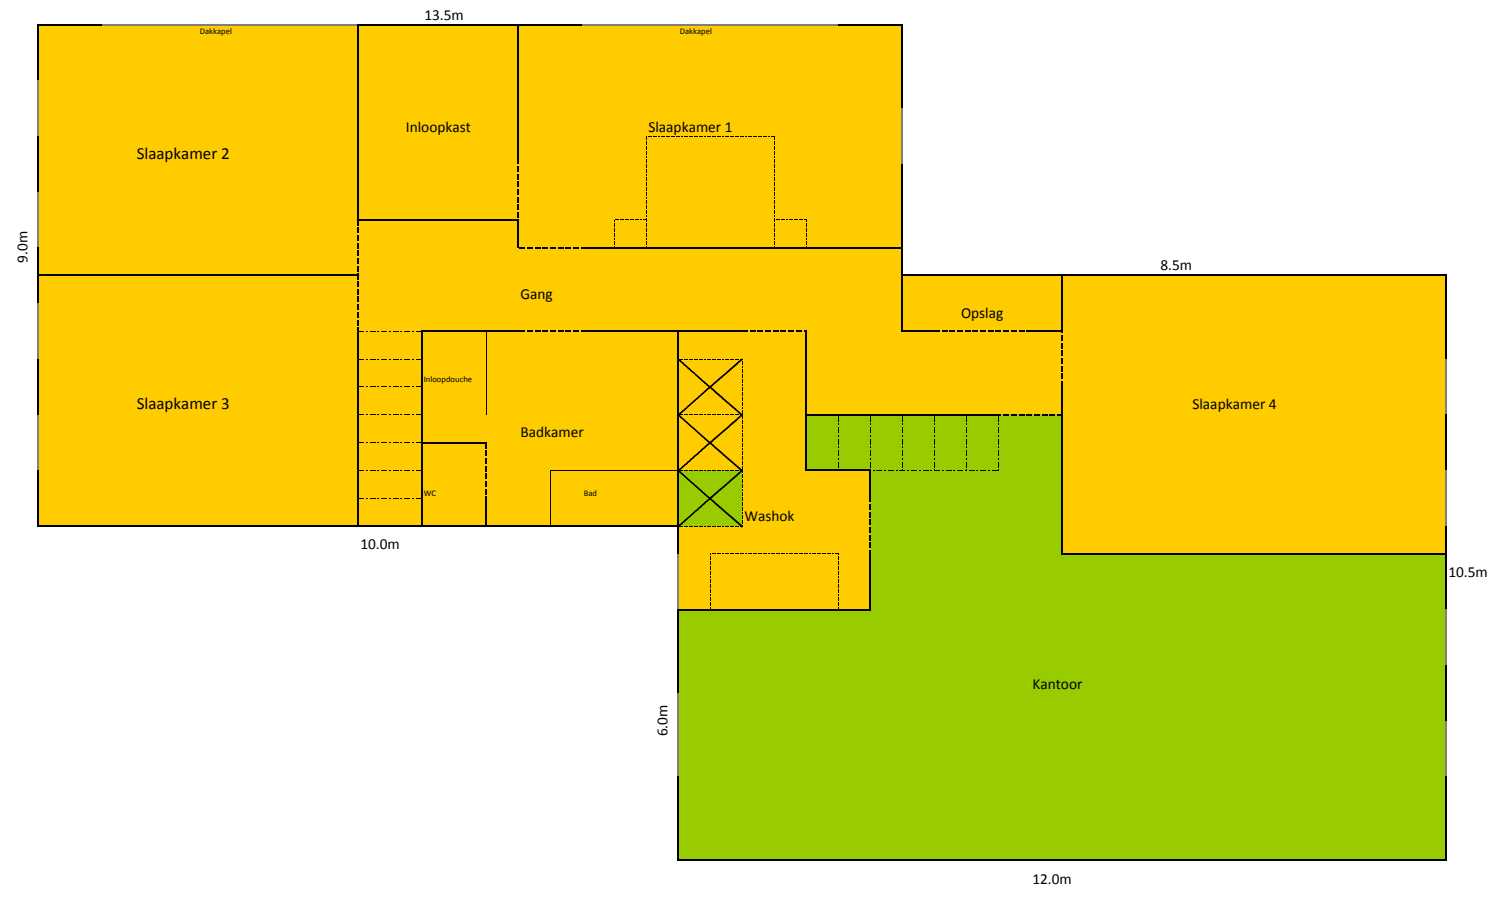 13.5m
Dakkapel
Dakkapel
Inloopkast
Slaapkamer 1
Slaapkamer 2
9.0m
8.5m
Gang
Opslag
Inloopdouche
Slaapkamer 3
Slaapkamer 4
Badkamer
WC
Bad
Washok
10.0m
10.5m
Kantoor
6.0m
12.0m